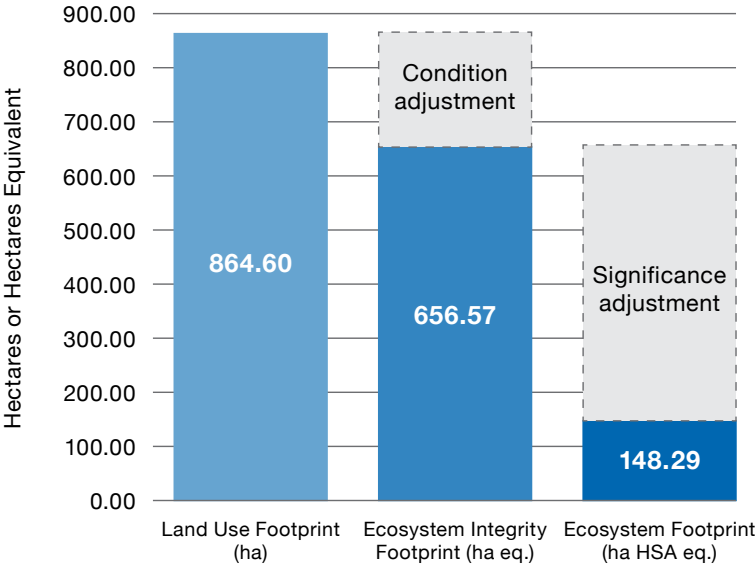 Hectares or Hectares Equivalent
900.00
800.00
700.00
600.00
500.00
400.00
300.00
200.00
100.00
0.00
864.60
Condition
adjustment
656.57
Significance
adjustment
148.29
Land Use Footprint
(ha)
Ecosystem Integrity
Footprint (ha eq.)
Ecosystem Footprint
(ha HSA eq.)